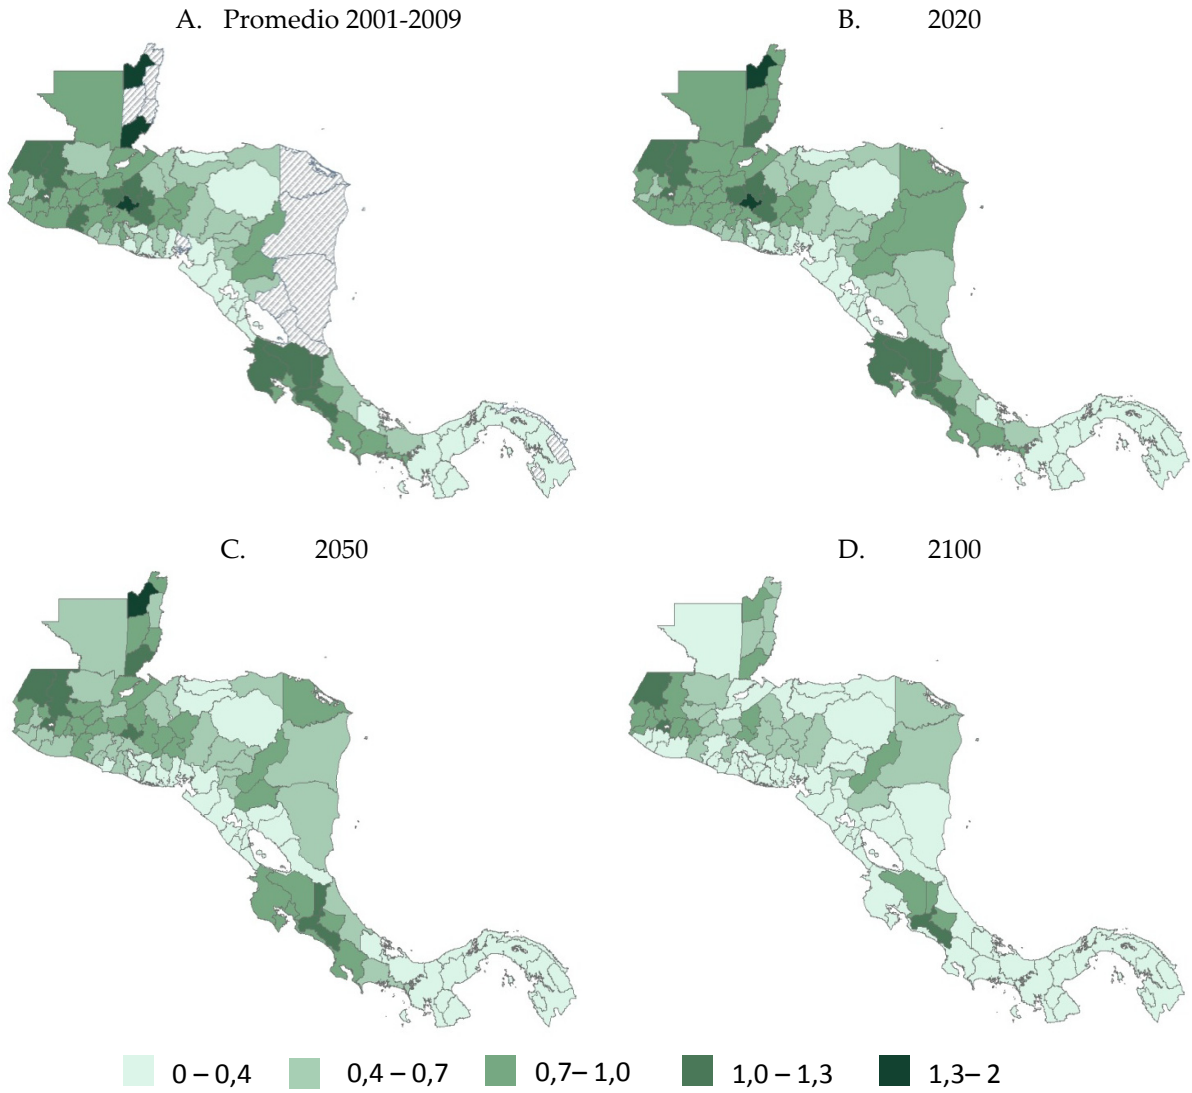 A. Promedio 2001-2009
B. 2020
C. 2050
D. 2100
0 – 0,4
0,4 – 0,7
0,7– 1,0
1,0 – 1,3
1,3– 2